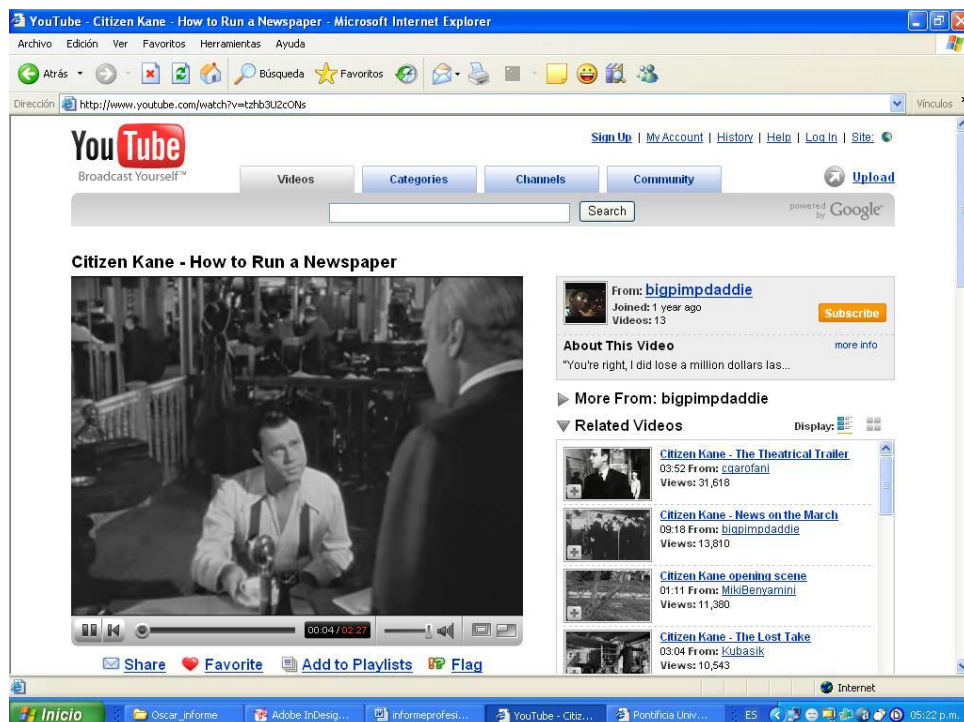 YouTube - Citizen Kane - How to Run a Newspaper - Microsoft Internet Explorer
Archivo Edición Ver Favoritos Herramientas Ayuda
Atrás Búsqueda Favoritos
Dirección http://www.youtube.com/watch?v=tzhb3U2cONs Vínculos
YouTube
Broadcast Yourself™
Sign Up | My Account | History | Help | Log In | Site:
Videos Categories Channels Community Upload
Search powered by Google
Citizen Kane - How to Run a Newspaper
From: bigpimpdaddie
Joined: 1 year ago
Videos: 13
Subscribe
About This Video more info
"You're right, I did lose a million dollars las...
More From: bigpimpdaddie
Related Videos Display:
Citizen Kane - The Theatrical Trailer
03:52 From: cgarofani
Views: 31,618
Citizen Kane - News on the March
09:18 From: bigpimpdaddie
Views: 13,810
Citizen Kane opening scene
01:11 From: MikiBenyamini
Views: 11,380
Citizen Kane - The Lost Take
03:04 From: Kubasik
Views: 10,543
00:04 / 02:27
Share Favorite Add to Playlists Flag
Internet
Inicio Oscar_informe Adobe InDesig... informeprofesi... YouTube - Citiz... Pontificia Univ... ES 05:22 p.m.